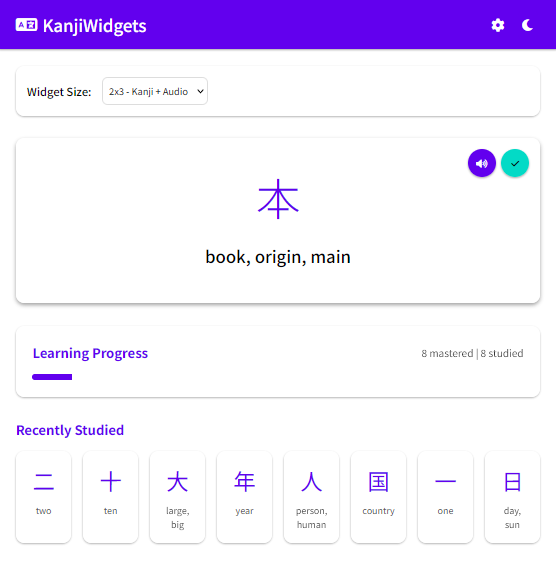 KanjiWidgets
Widget Size: 2x3 - Kanji + Audio
本
book, origin, main
Learning Progress
8 mastered | 8 studied
Recently Studied
二
two
十
ten
大
large,
big
年
year
人
person,
human
国
country
一
one
日
day,
sun